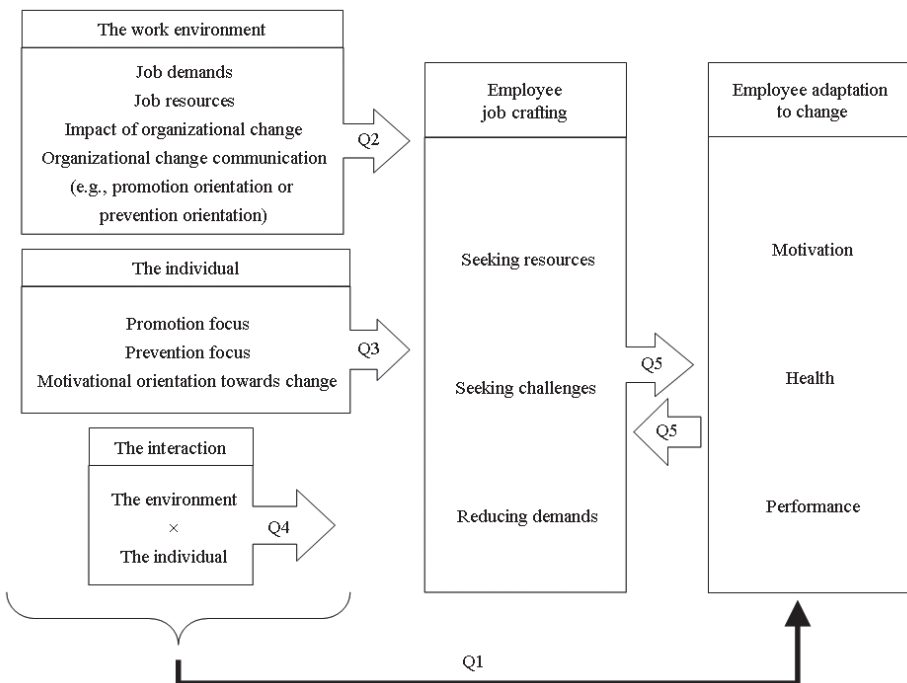 The work environment
Job demands
Job resources
Impact of organizational change
Organizational change communication
(e.g., promotion orientation or
prevention orientation)
Q2
The individual
Promotion focus
Prevention focus
Motivational orientation towards change
Q3
The interaction
The environment
×
The individual
Q4
Employee
job crafting
Seeking resources
Seeking challenges
Reducing demands
Q5
Q5
Employee adaptation
to change
Motivation
Health
Performance
Q1